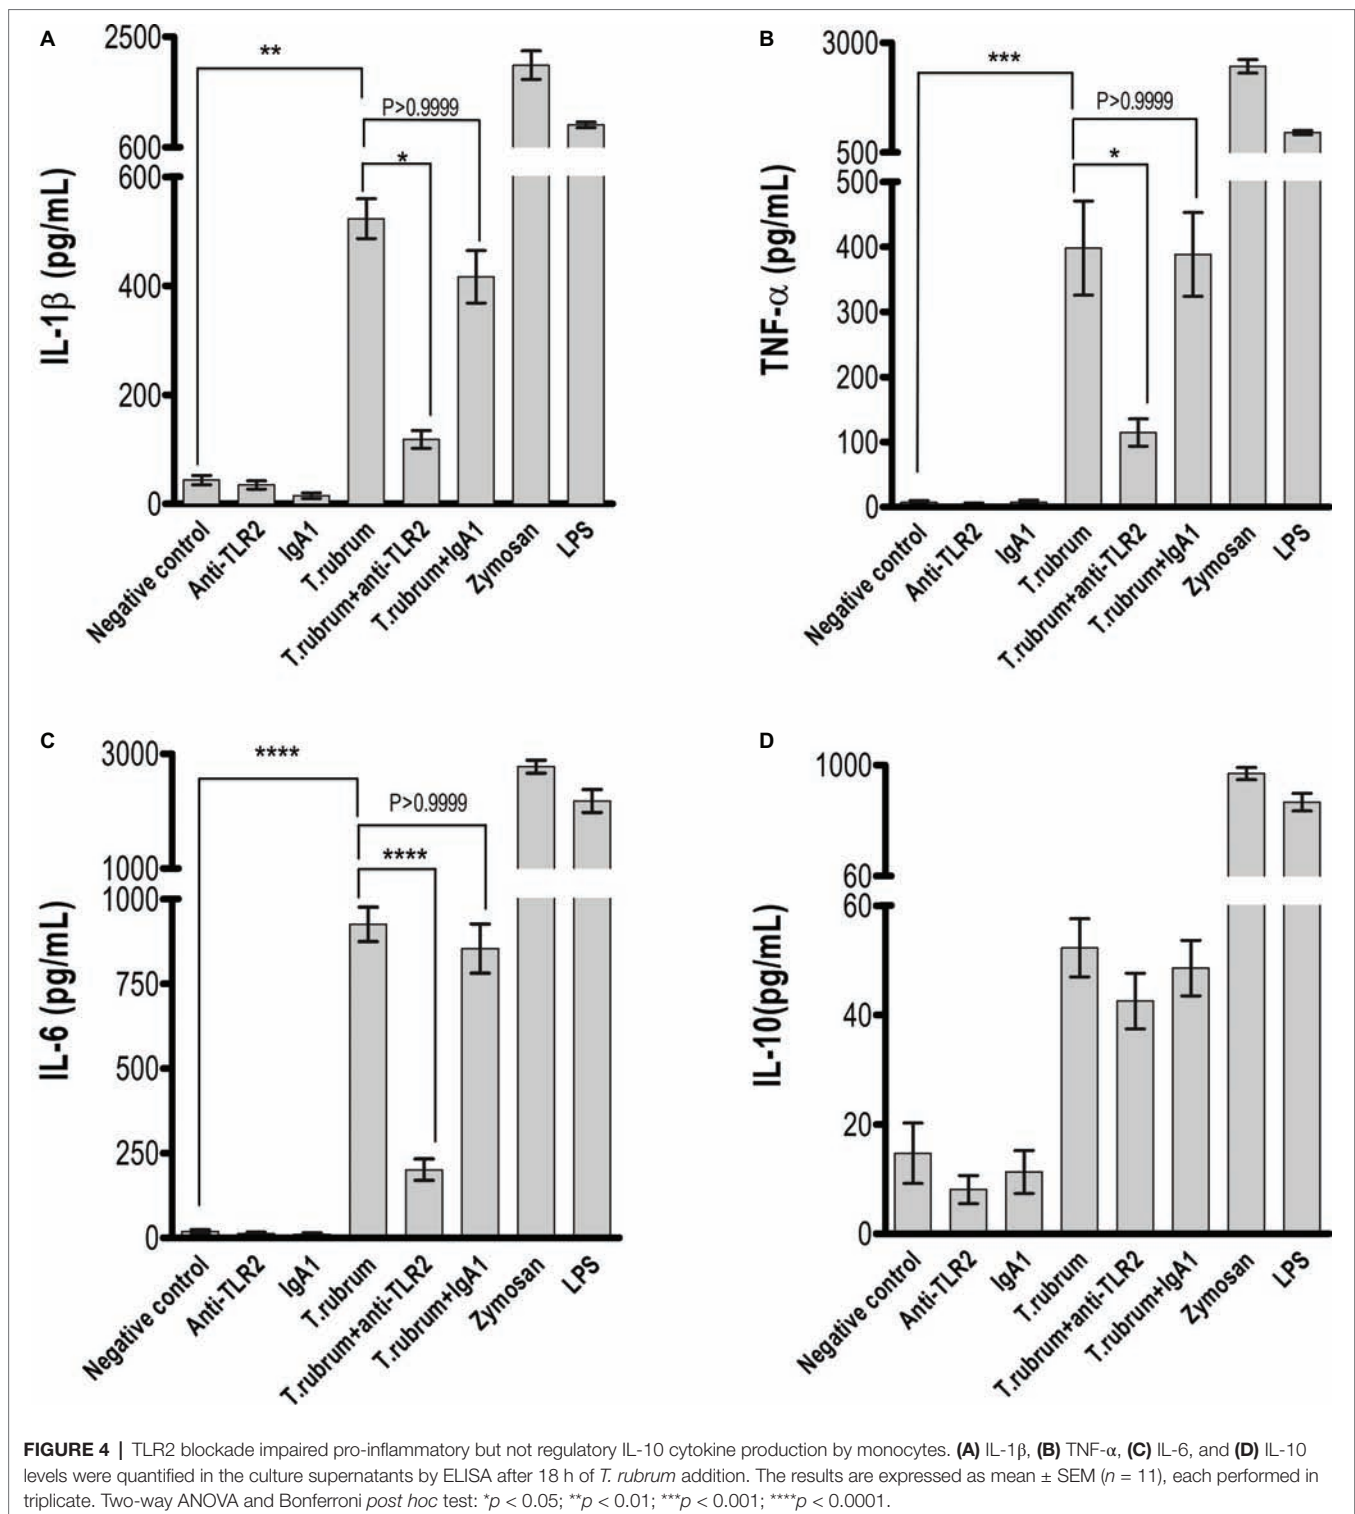 A
2500
600
600
400
200
0
IL-1β (pg/mL)
**
P>0.9999
*
Negative control
Anti-TLR2
IgA1
T.rubrum
T.rubrum+anti-TLR2
T.rubrum+IgA1
Zymosan
LPS
B
3000
500
500
400
300
200
100
0
TNF-α (pg/mL)
***
P>0.9999
*
Negative control
Anti-TLR2
IgA1
T.rubrum
T.rubrum+anti-TLR2
T.rubrum+IgA1
Zymosan
LPS
C
3000
1000
1000
750
500
250
0
IL-6 (pg/mL)
****
P>0.9999
****
Negative control
Anti-TLR2
IgA1
T.rubrum
T.rubrum+anti-TLR2
T.rubrum+IgA1
Zymosan
LPS
D
1000
60
60
40
20
0
IL-10(pg/mL)
Negative control
Anti-TLR2
IgA1
T.rubrum
T.rubrum+anti-TLR2
T.rubrum+IgA1
Zymosan
LPS
FIGURE 4 | TLR2 blockade impaired pro-inflammatory but not regulatory IL-10 cytokine production by monocytes. (A) IL-1β, (B) TNF-α, (C) IL-6, and (D) IL-10
levels were quantified in the culture supernatants by ELISA after 18 h of T. rubrum addition. The results are expressed as mean ± SEM (n = 11), each performed in
triplicate. Two-way ANOVA and Bonferroni post hoc test: *p < 0.05; **p < 0.01; ***p < 0.001; ****p < 0.0001.